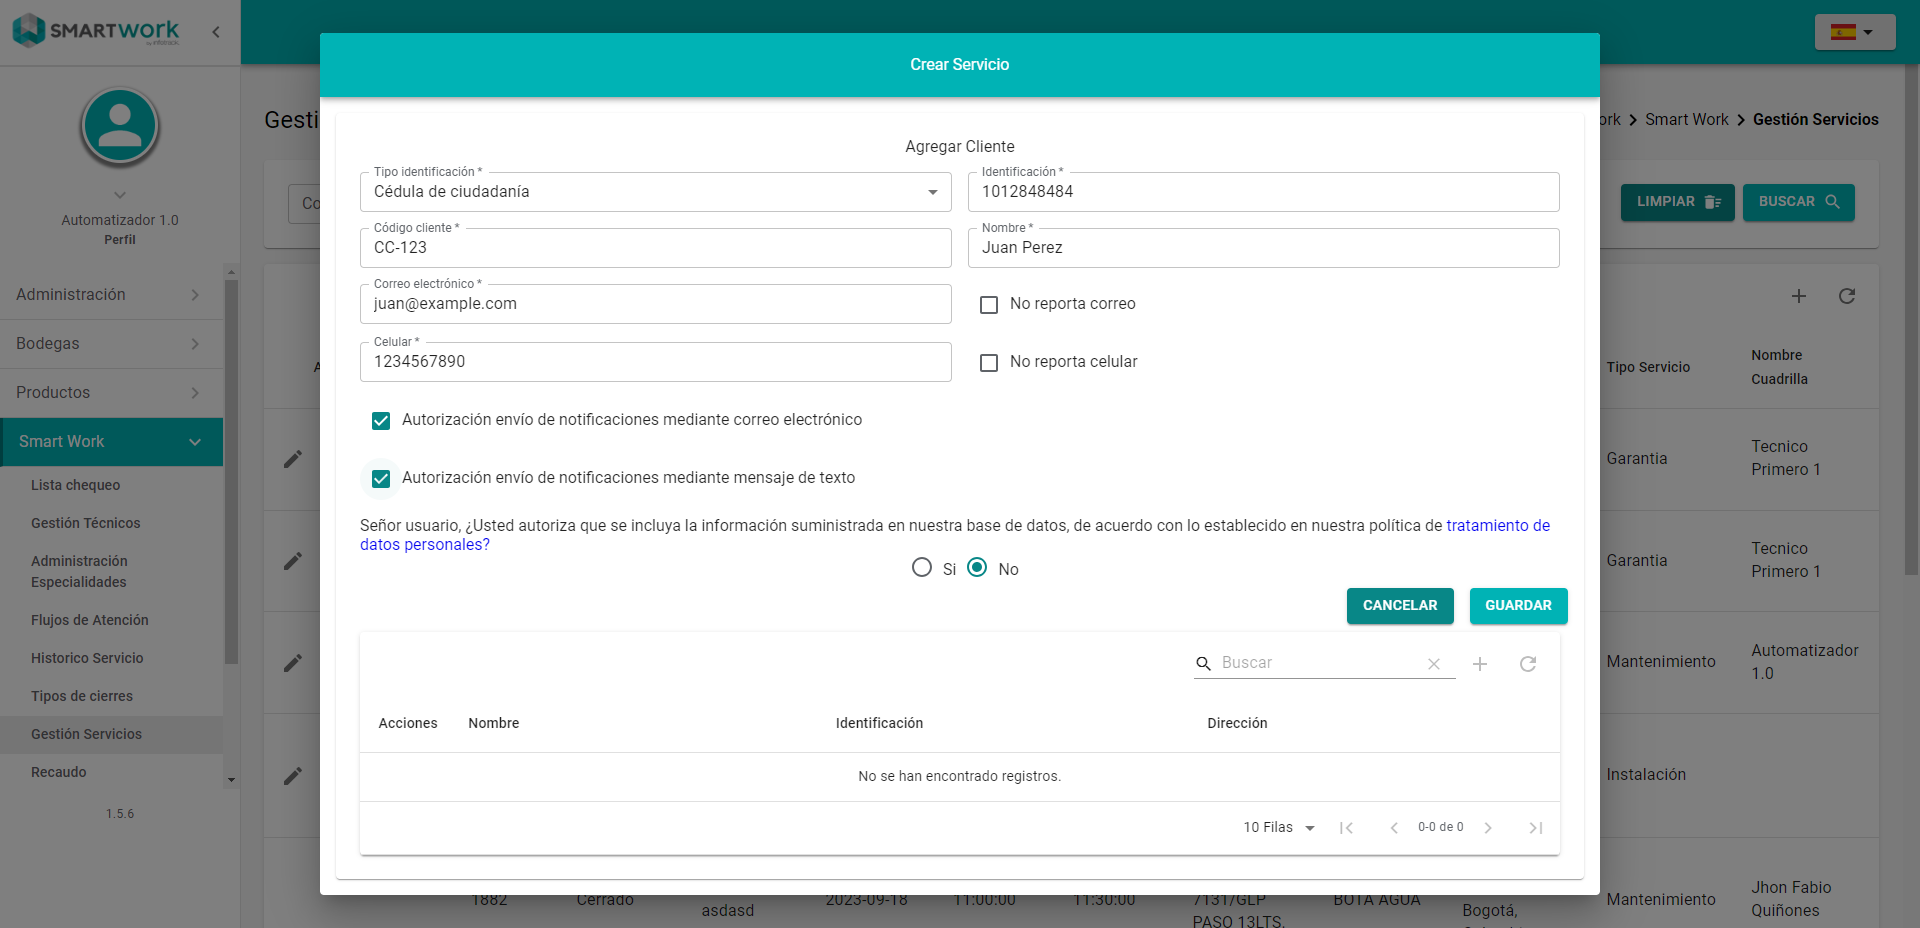 SMARTWORK
by infotrack
Crear Servicio
Gesti
ork > Smart Work > Gestión Servicios
Agregar Cliente
Tipo identificación *
Cédula de ciudadanía
Identificación *
1012848484
Co
LIMPIAR
BUSCAR
Automatizador 1.0
Perfil
Código cliente *
CC-123
Nombre *
Juan Perez
Correo electrónico *
juan@example.com
No reporta correo
Celular *
1234567890
No reporta celular
Administración
Bodegas
Productos
Smart Work
Lista chequeo
Gestión Técnicos
Administración
Especialidades
Flujos de Atención
Historico Servicio
Tipos de cierres
Gestión Servicios
Recaudo
1.5.6
A
Tipo Servicio
Nombre
Cuadrilla
Autorización envío de notificaciones mediante correo electrónico
Autorización envío de notificaciones mediante mensaje de texto
Señor usuario, ¿Usted autoriza que se incluya la información suministrada en nuestra base de datos, de acuerdo con lo establecido en nuestra política de tratamiento de
datos personales?
Si No
CANCELAR
GUARDAR
Buscar
Acciones Nombre Identificación Dirección
No se han encontrado registros.
10 Filas
0-0 de 0
Garantia
Tecnico
Primero 1
Garantia
Tecnico
Primero 1
Mantenimiento
Automatizador
1.0
Instalación
1882 Cerrado
asdasd
2023-09-18 11:00:00 11:30:00
7131/GLP
PASO 13LTS.
BOTA AGUA
Bogotá,
Mantenimiento
Jhon Fabio
Quiñones